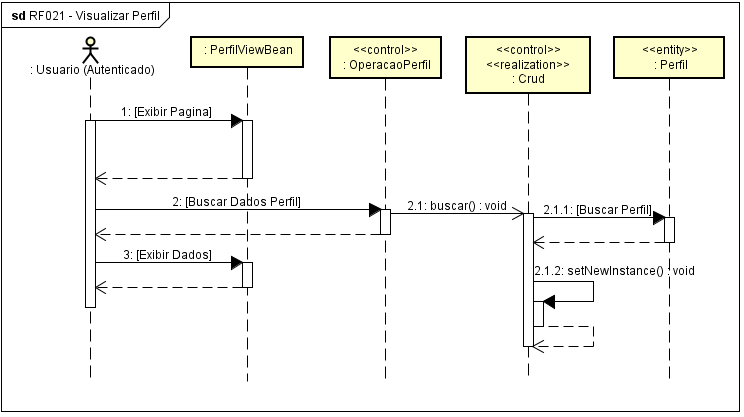 sd RF021 - Visualizar Perfil
: Usuario (Autenticado)
: PerfilViewBean
<<control>>
: OperacaoPerfil
<<control>>
<<realization>>
: Crud
<<entity>>
: Perfil
1: [Exibir Pagina]
2: [Buscar Dados Perfil]
2.1: buscar() : void
2.1.1: [Buscar Perfil]
3: [Exibir Dados]
2.1.2: setNewInstance() : void